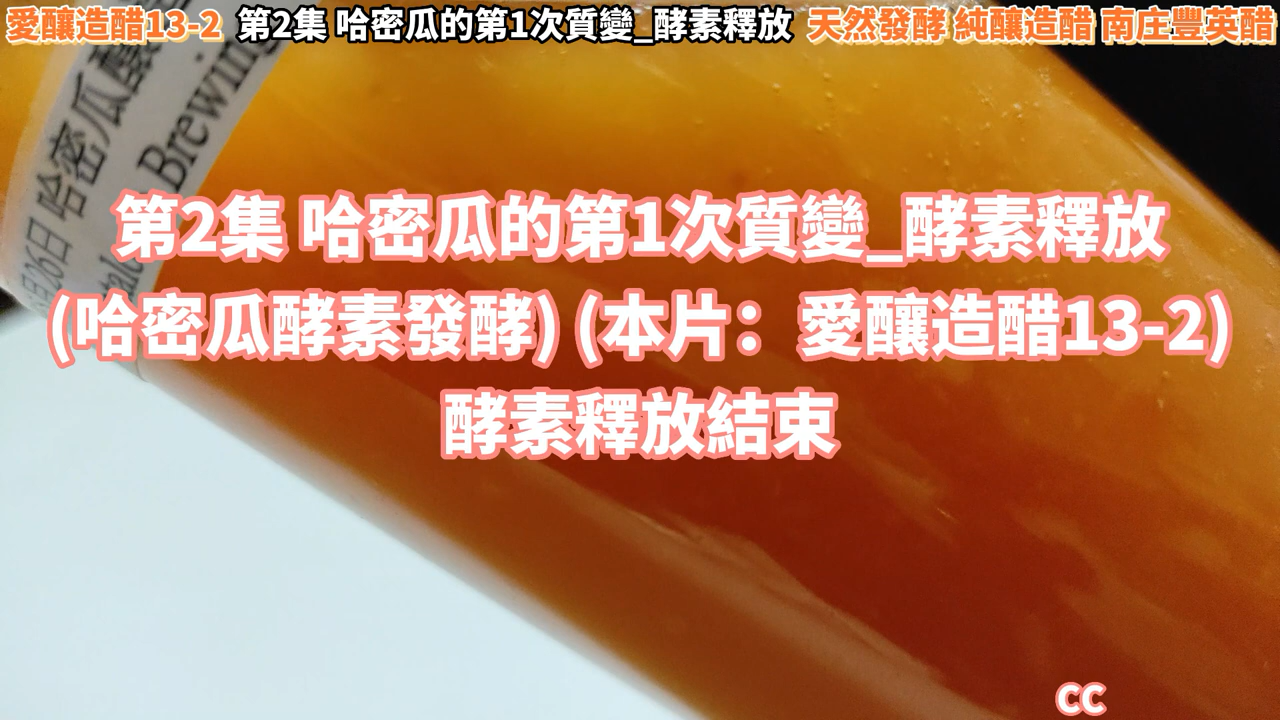 愛釀造醋13-2 第2集 哈密瓜的第1次質變_酵素釋放 天然發酵 純釀造醋 南庄豐英醋
哈密瓜
Brewing
26日
第2集 哈密瓜的第1次質變_酵素釋放
(哈密瓜酵素發酵) (本片：愛釀造醋13-2)
酵素釋放結束
CC